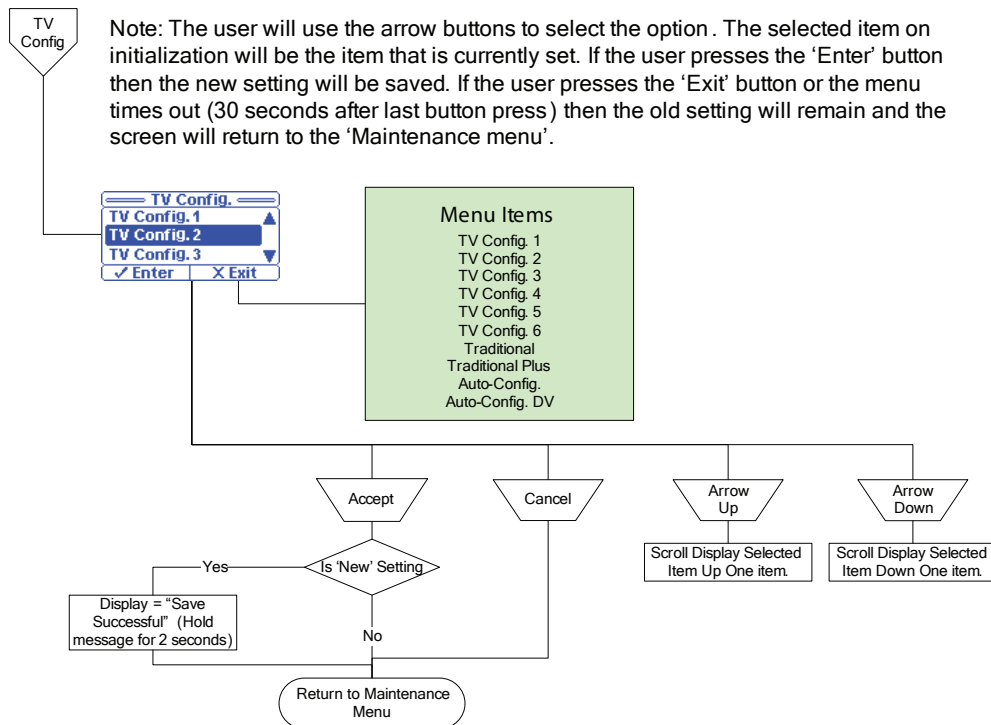 TV
Config
Note: The user will use the arrow buttons to select the option. The selected item on
initialization will be the item that is currently set. If the user presses the ‘Enter’ button
then the new setting will be saved. If the user presses the ‘Exit’ button or the menu
times out (30 seconds after last button press) then the old setting will remain and the
screen will return to the ‘Maintenance menu’.
TV Config.
TV Config. 1
TV Config. 2
TV Config. 3
✓ Enter X Exit
Menu Items
TV Config. 1
TV Config. 2
TV Config. 3
TV Config. 4
TV Config. 5
TV Config. 6
Traditional
Traditional Plus
Auto-Config.
Auto-Config. DV
Accept
Cancel
Arrow
Up
Arrow
Down
Is ‘New’ Setting
Yes
No
Scroll Display Selected
Item Up One item.
Scroll Display Selected
Item Down One item.
Display = “Save
Successful” (Hold
message for 2 seconds)
Return to Maintenance
Menu